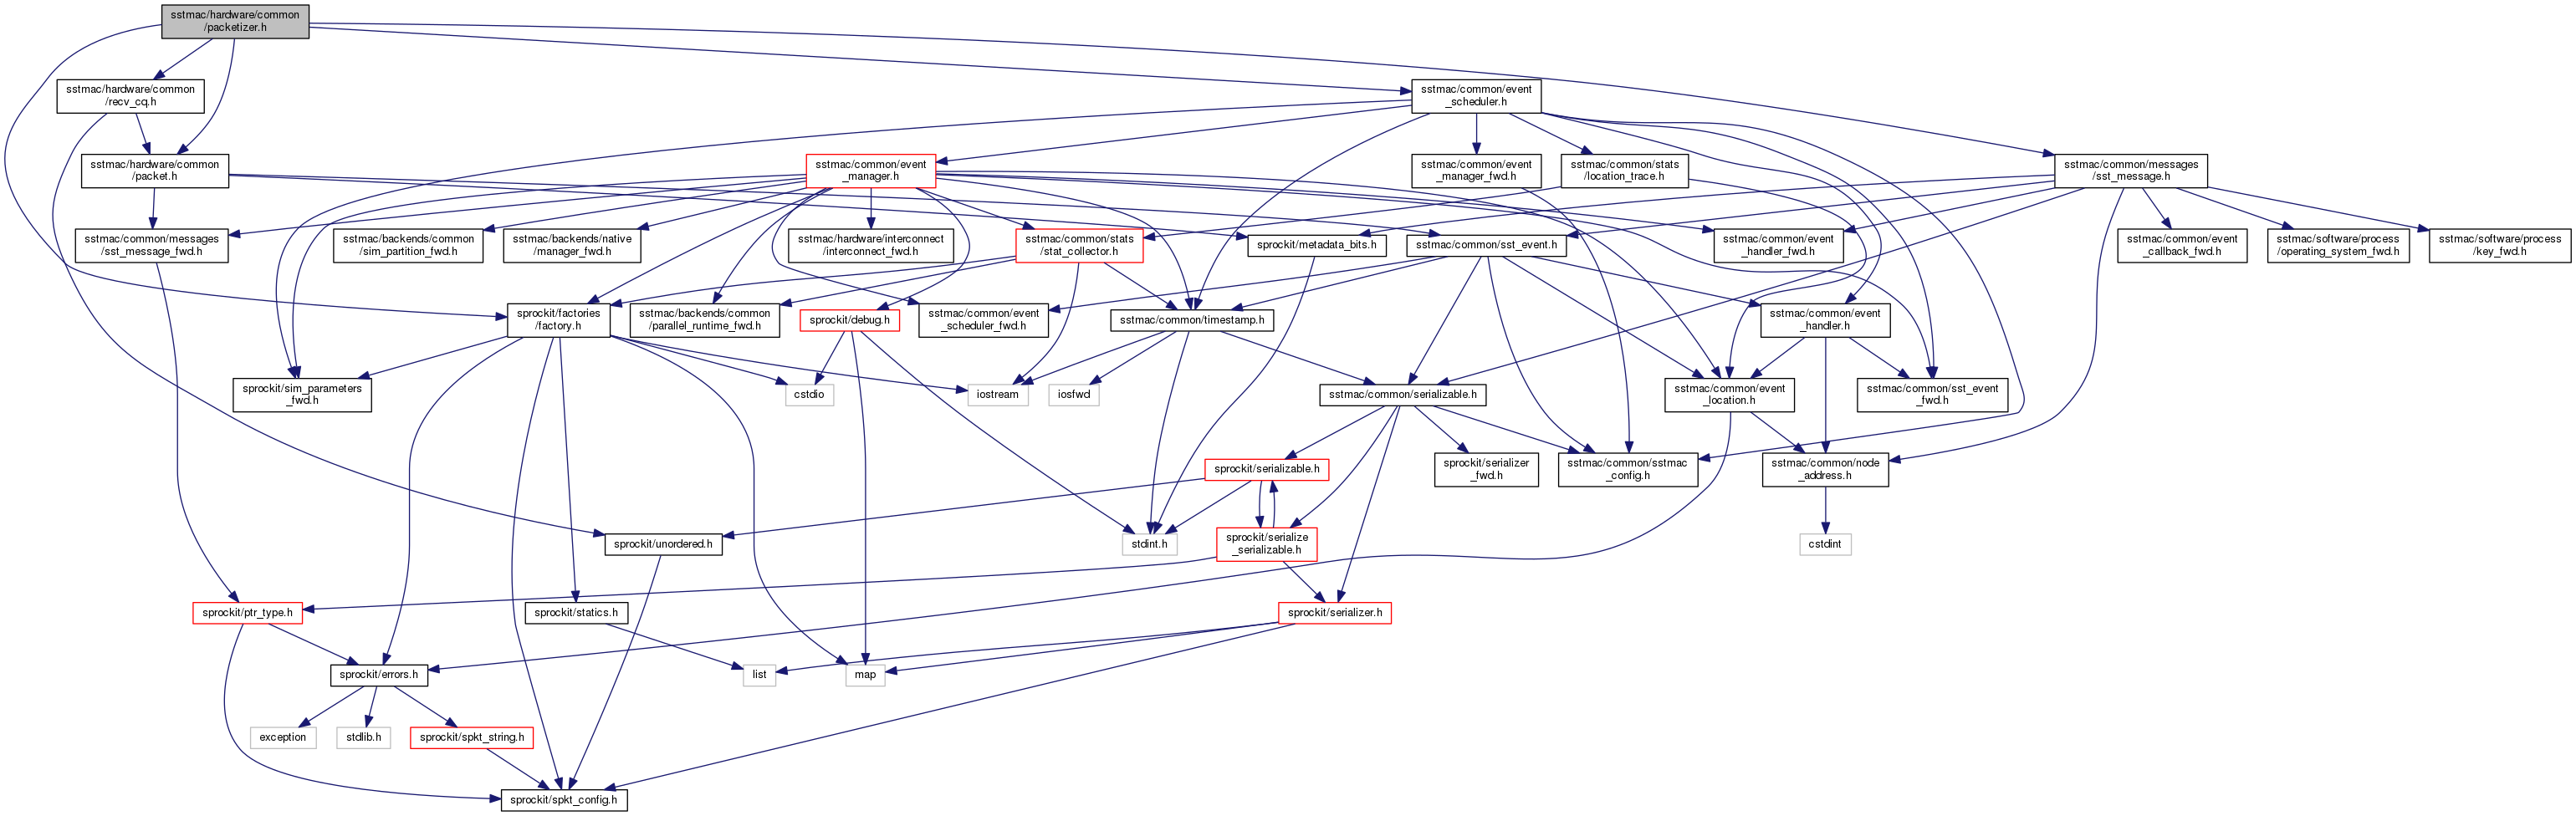 sstmac/hardware/common
/packetizer.h
sstmac/hardware/common
/recv_cq.h
sstmac/common/event
_scheduler.h
sstmac/hardware/common
/packet.h
sstmac/common/event
_manager.h
sstmac/common/event
_manager_fwd.h
sstmac/common/stats
/location_trace.h
sstmac/common/messages
/sst_message.h
sstmac/common/messages
/sst_message_fwd.h
sstmac/backends/common
/sim_partition_fwd.h
sstmac/backends/native
/manager_fwd.h
sstmac/hardware/interconnect
/interconnect_fwd.h
sstmac/common/stats
/stat_collector.h
sprockit/metadata_bits.h
sstmac/common/sst_event.h
sstmac/common/event
_handler_fwd.h
sstmac/common/event
_callback_fwd.h
sstmac/software/process
/operating_system_fwd.h
sstmac/software/process
/key_fwd.h
sprockit/factories
/factory.h
sstmac/backends/common
/parallel_runtime_fwd.h
sprockit/debug.h
sstmac/common/event
_scheduler_fwd.h
sstmac/common/timestamp.h
sstmac/common/event
_handler.h
sprockit/sim_parameters
_fwd.h
cstdio
iostream
iosfwd
sstmac/common/serializable.h
sstmac/common/event
_location.h
sstmac/common/sst_event
_fwd.h
sprockit/serializable.h
sprockit/serializer
_fwd.h
sstmac/common/sstmac
_config.h
sstmac/common/node
_address.h
sprockit/unordered.h
stdint.h
sprockit/serialize
_serializable.h
cstdint
sprockit/ptr_type.h
sprockit/statics.h
sprockit/serializer.h
sprockit/errors.h
list
map
exception
stdlib.h
sprockit/spkt_string.h
sprockit/spkt_config.h